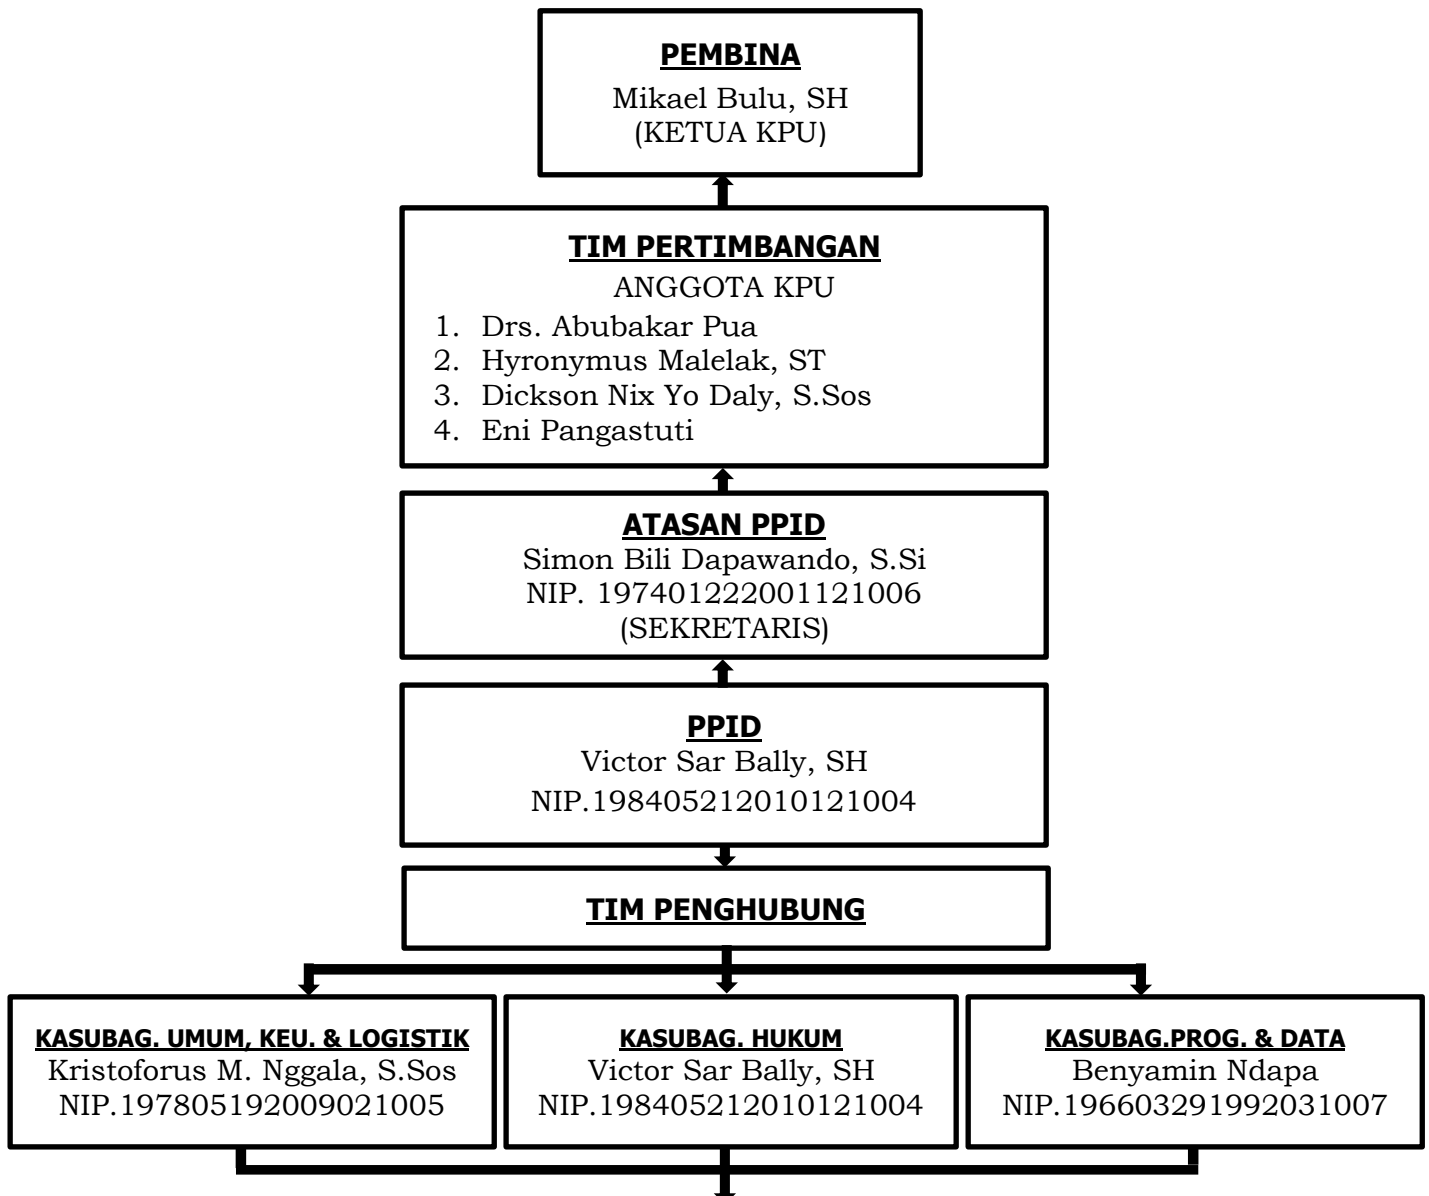 PEMBINA
Mikael Bulu, SH
(KETUA KPU)
TIM PERTIMBANGAN
ANGGOTA KPU
1. Drs. Abubakar Pua
2. Hyronymus Malelak, ST
3. Dickson Nix Yo Daly, S.Sos
4. Eni Pangastuti
ATASAN PPID
Simon Bili Dapawando, S.Si
NIP. 197401222001121006
(SEKRETARIS)
PPID
Victor Sar Bally, SH
NIP.198405212010121004
TIM PENGHUBUNG
KASUBAG. UMUM, KEU. & LOGISTIK
Kristoforus M. Nggala, S.Sos
NIP.197805192009021005
KASUBAG. HUKUM
Victor Sar Bally, SH
NIP.198405212010121004
KASUBAG.PROG. & DATA
Benyamin Ndapa
NIP.196603291992031007